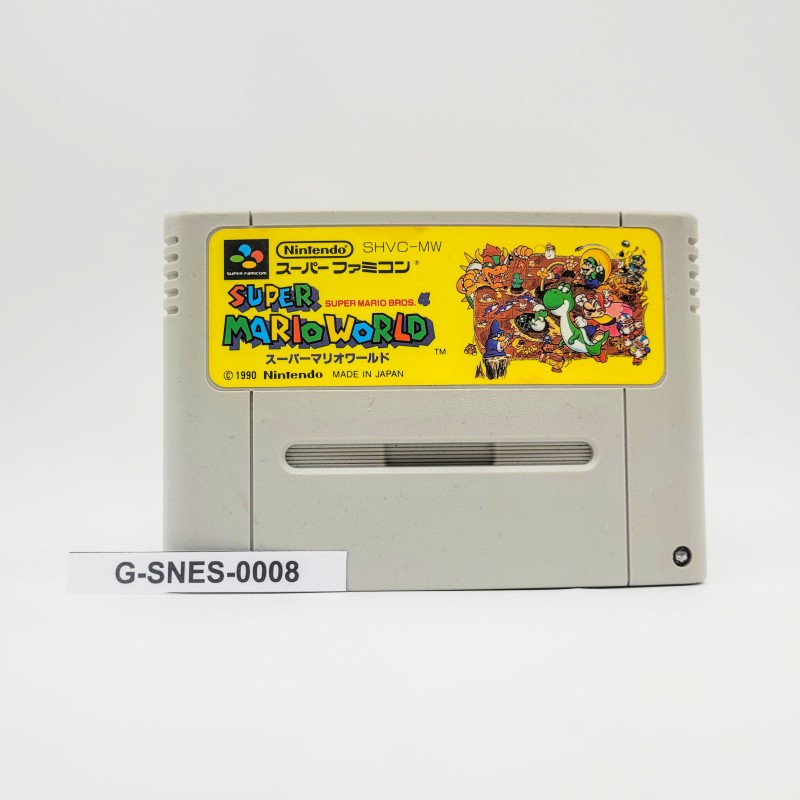 SUPER FAMICOM
Nintendo SHVC-MW
スーパーファミコン®
SUPER SUPER MARIO BROS. 4
MARIO WORLD ™
スーパーマリオワールド
© 1990 Nintendo MADE IN JAPAN
G-SNES-0008